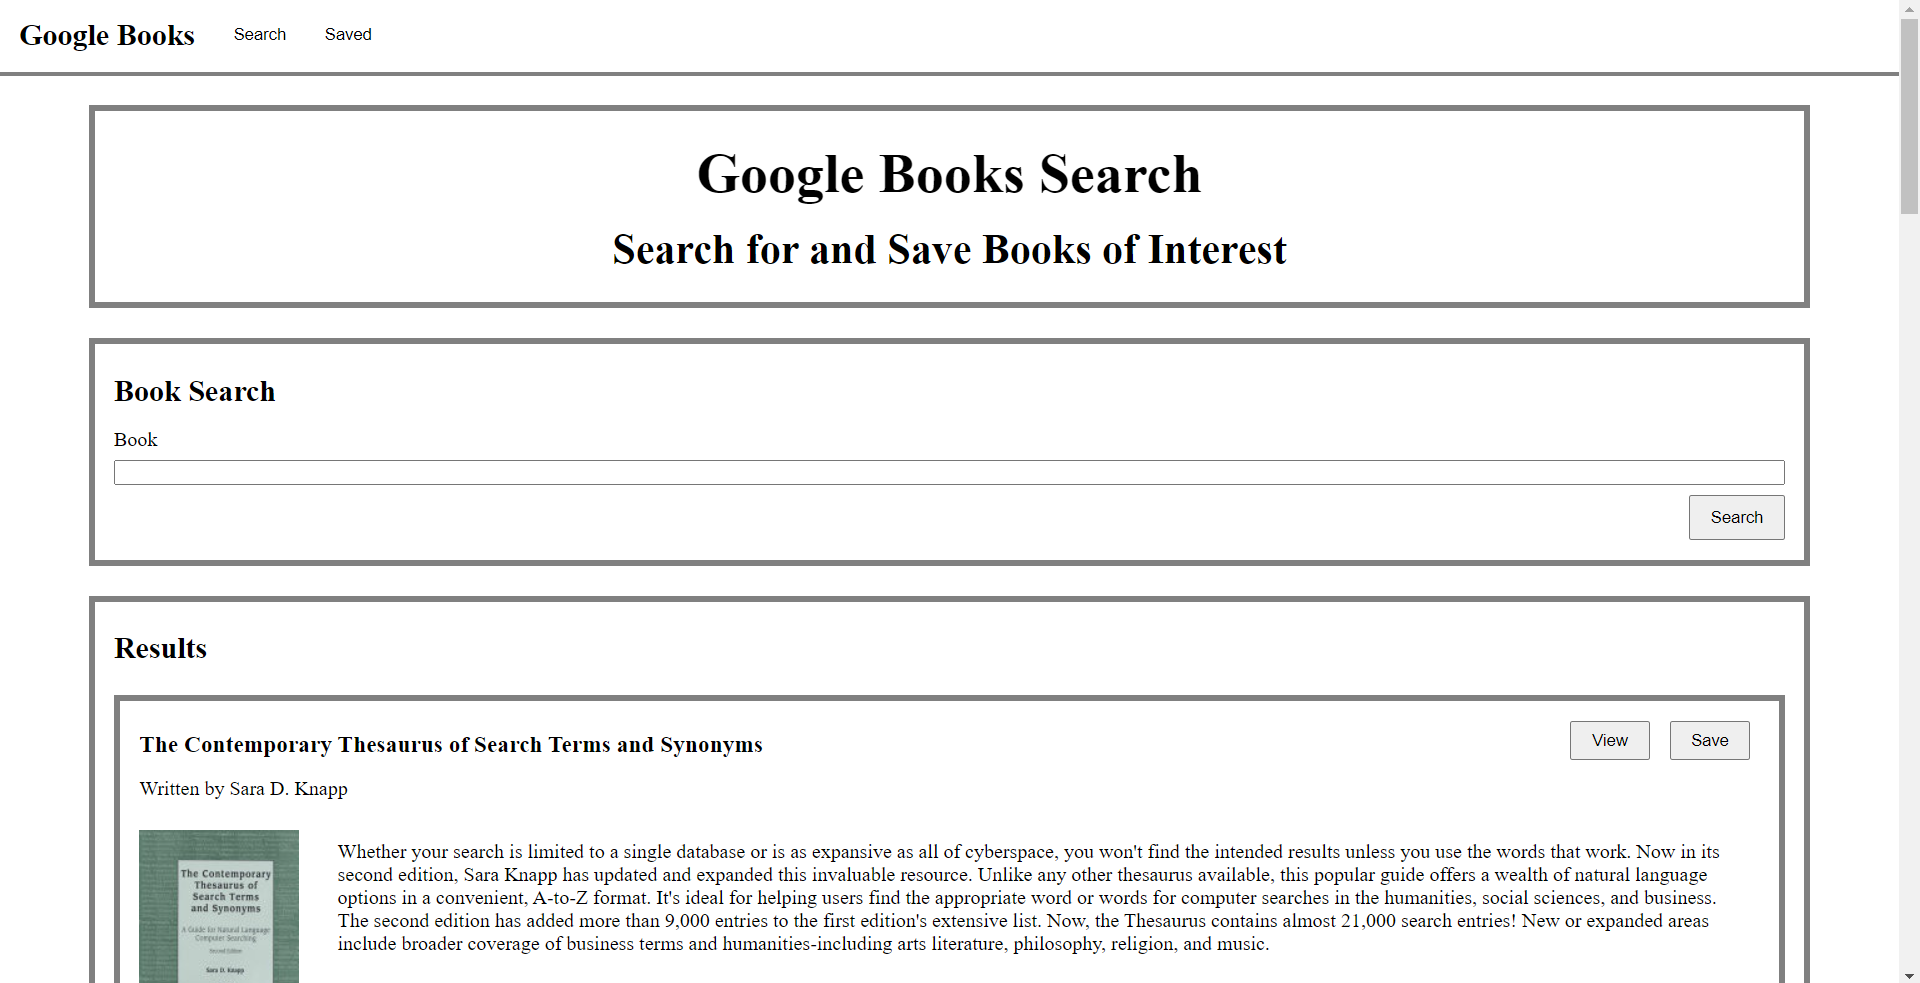 Google Books Search Saved
Google Books Search
Search for and Save Books of Interest
Book Search
Book
Search
Results
The Contemporary Thesaurus of Search Terms and Synonyms View Save
Written by Sara D. Knapp
The Contemporary
Thesaurus of
Search Terms
and Synonyms
A Guide for Natural Language
Computer Searching
Second Edition
Sara D. Knapp
Whether your search is limited to a single database or is as expansive as all of cyberspace, you won't find the intended results unless you use the words that work. Now in its
second edition, Sara Knapp has updated and expanded this invaluable resource. Unlike any other thesaurus available, this popular guide offers a wealth of natural language
options in a convenient, A-to-Z format. It's ideal for helping users find the appropriate word or words for computer searches in the humanities, social sciences, and business.
The second edition has added more than 9,000 entries to the first edition's extensive list. Now, the Thesaurus contains almost 21,000 search entries! New or expanded areas
include broader coverage of business terms and humanities-including arts literature, philosophy, religion, and music.